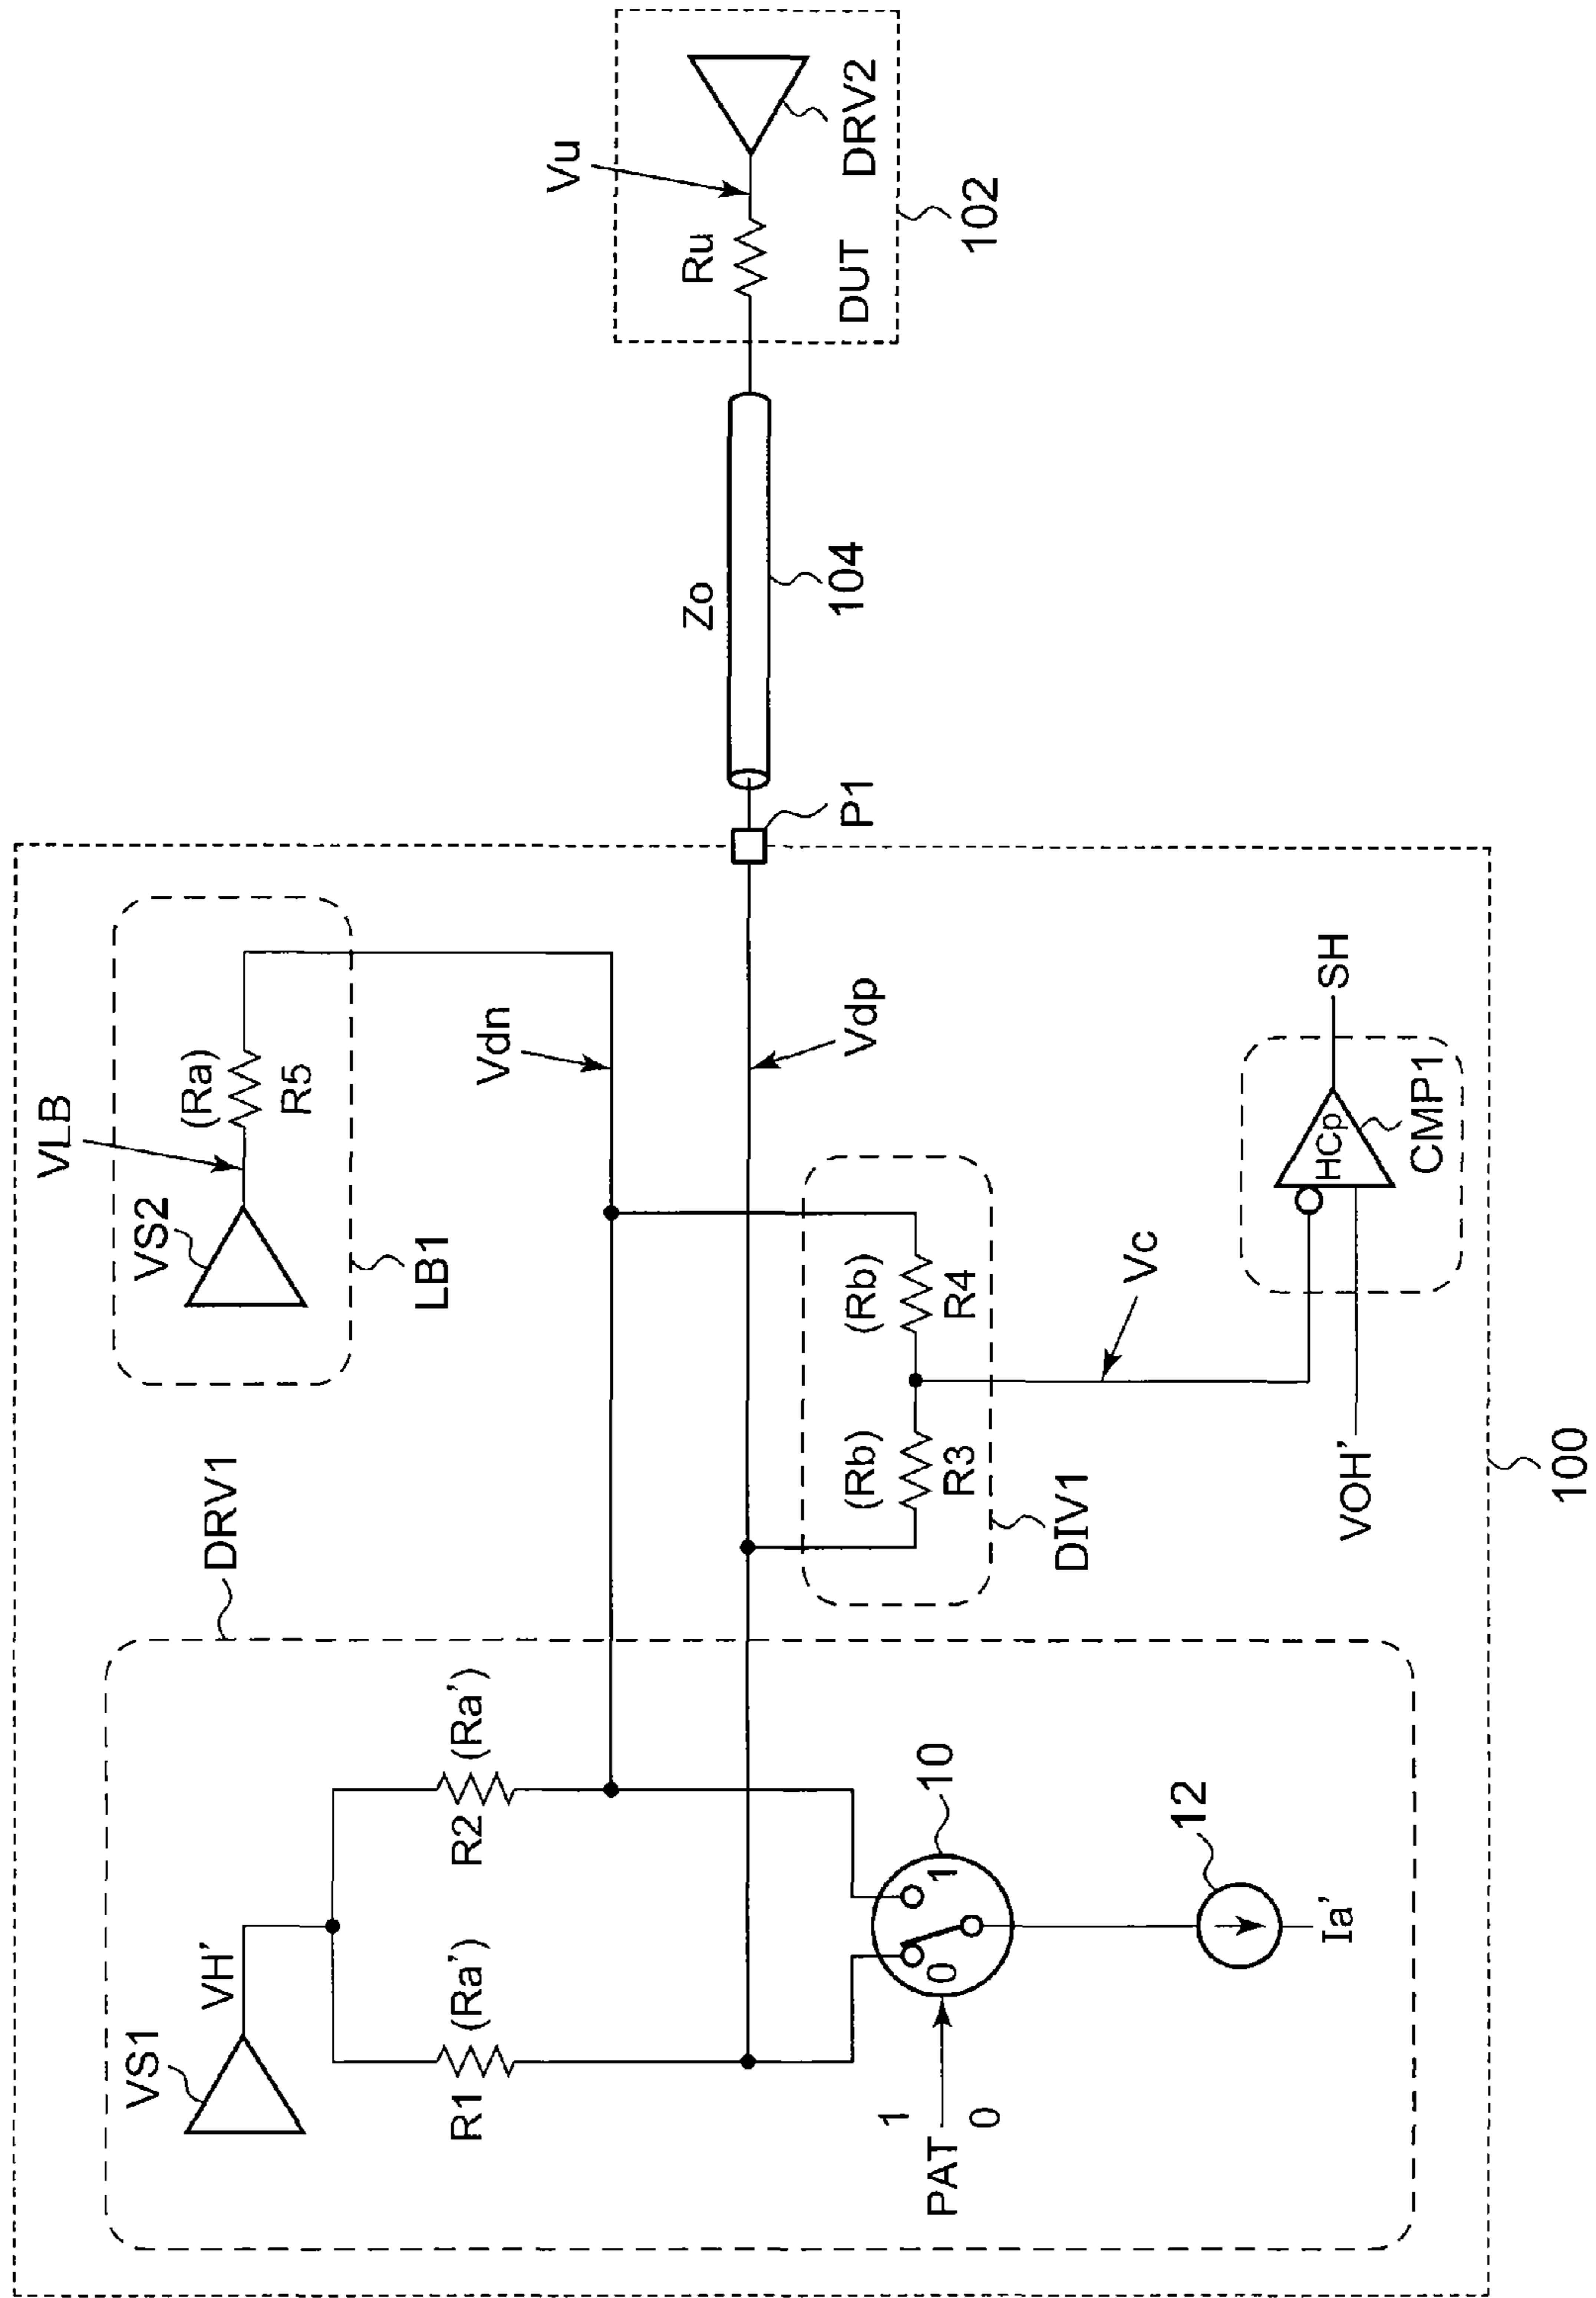 DRV1
VS1
VH'
R1
(Ra')
R2
(Ra')
PAT
1
0
0
1
10
12
Ia'
VS2
VLB
(Ra)
R5
LB1
Vdn
Vdp
(Rb)
R3
(Rb)
R4
DIV1
Vc
VOH'
HCp
CMP1
SH
100
P1
Zo
104
Vu
Ru
DUT
DRV2
102